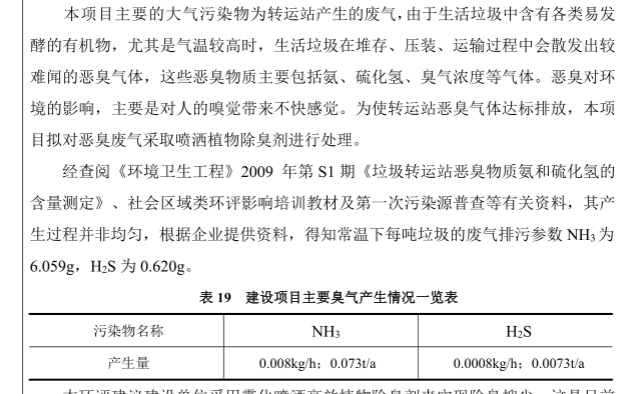 本项目主要的大气污染物为转运站产生的废气，由于生活垃圾中含有各类易发
酵的有机物，尤其是气温较高时，生活垃圾在堆存、压装、运输过程中会散发出较
难闻的恶臭气体，这些恶臭物质主要包括氨、硫化氢、臭气浓度等气体。恶臭对环
境的影响，主要是对人的嗅觉带来不快感觉。为使转运站恶臭气体达标排放，本项
目拟对恶臭废气采取喷洒植物除臭剂进行处理。
经查阅《环境卫生工程》2009 年第 S1 期《垃圾转运站恶臭物质氨和硫化氢的
含量测定》、社会区域类环评影响培训教材及第一次污染源普查等有关资料，其产
生过程并非均匀，根据企业提供资料，得知常温下每吨垃圾的废气排污参数 NH₃ 为
6.059g，H₂S 为 0.620g。
表 19 建设项目主要臭气产生情况一览表
污染物名称 NH₃ H₂S
产生量 0.008kg/h；0.073t/a 0.0008kg/h；0.0073t/a